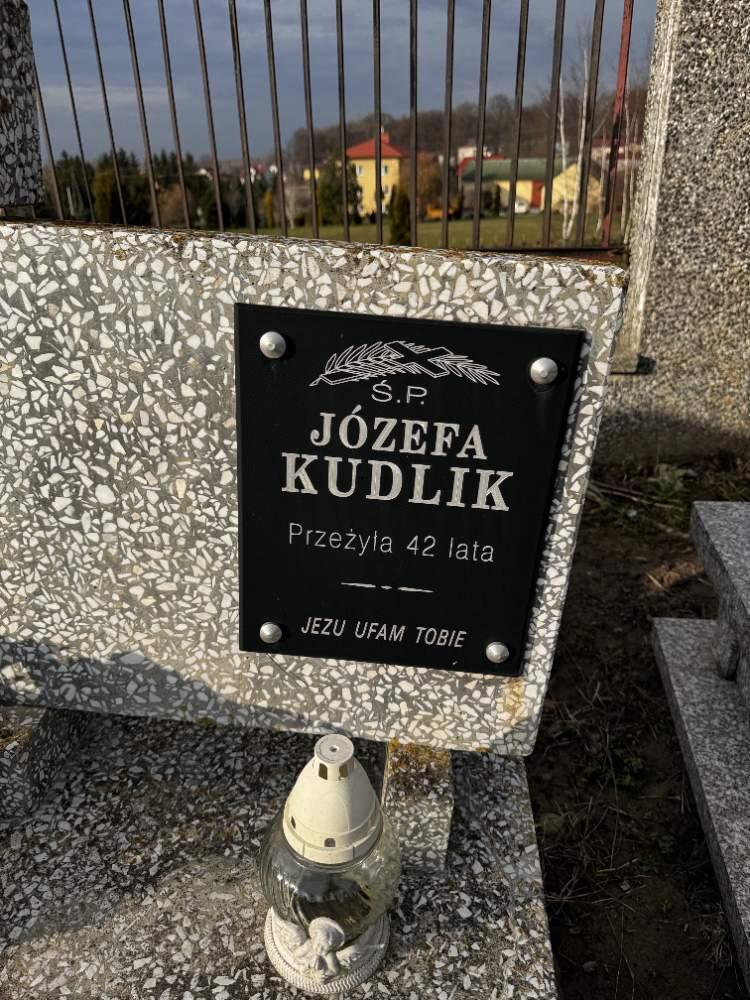 Ś.P.
JÓZEFA
KUDLIK
Przeżyła 42 lata
JEZU UFAM TOBIE